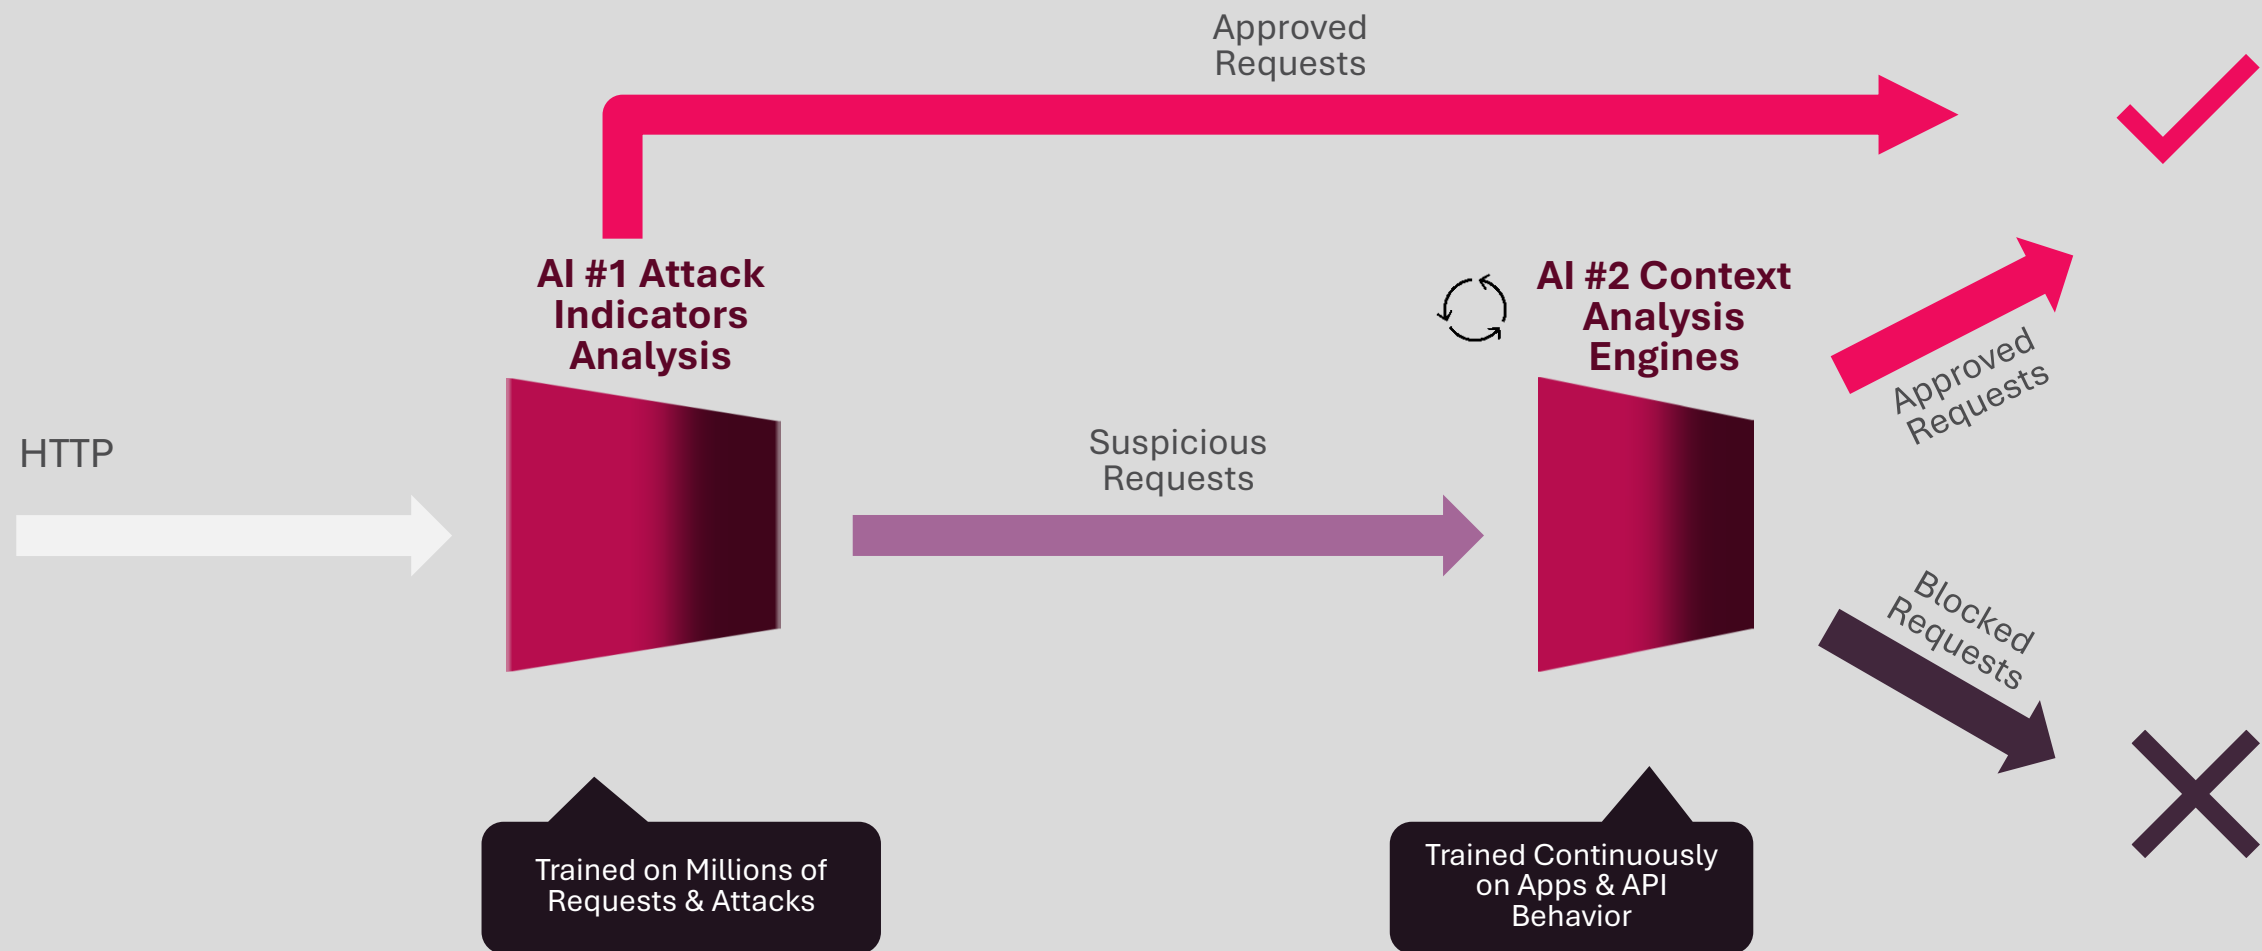 Approved
Requests
AI #1 Attack
Indicators
Analysis
AI #2 Context
Analysis
Engines
Approved
Requests
HTTP
Suspicious
Requests
Blocked
Requests
Trained on Millions of
Requests & Attacks
Trained Continuously
on Apps & API
Behavior